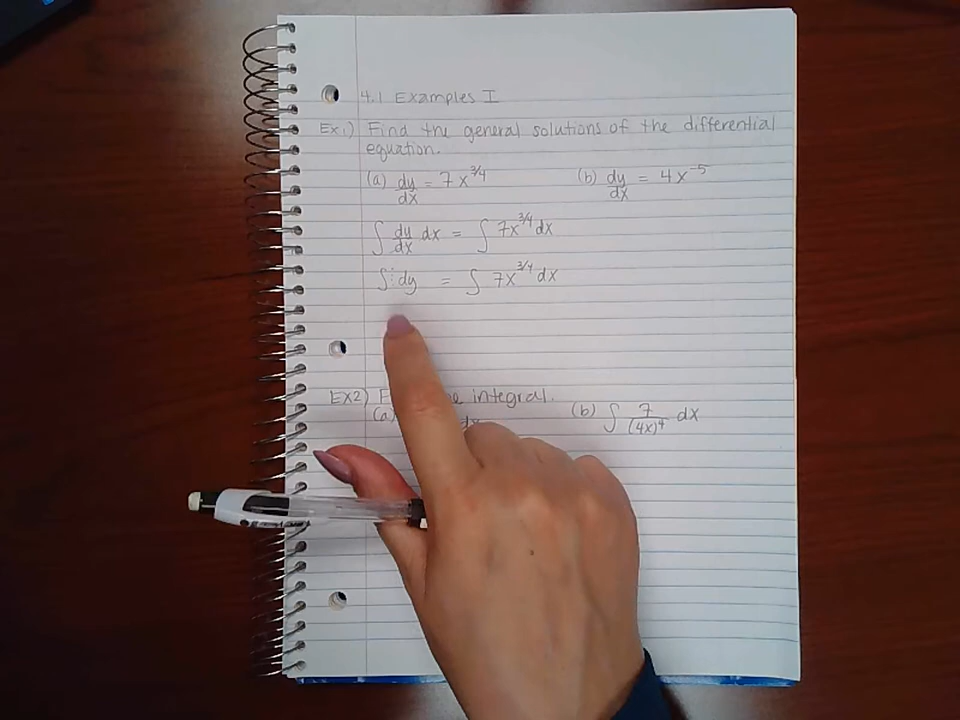 4.1 Examples I
Ex1) Find the general solutions of the differential
equation.
(a) dy/dx = 7x^3/4 (b) dy/dx = 4x^-5
∫ dy/dx dx = ∫ 7x^3/4 dx
∫ dy = ∫ 7x^3/4 dx
Ex2) integral.
(a) dx (b) ∫ 7/(4x)^4 dx